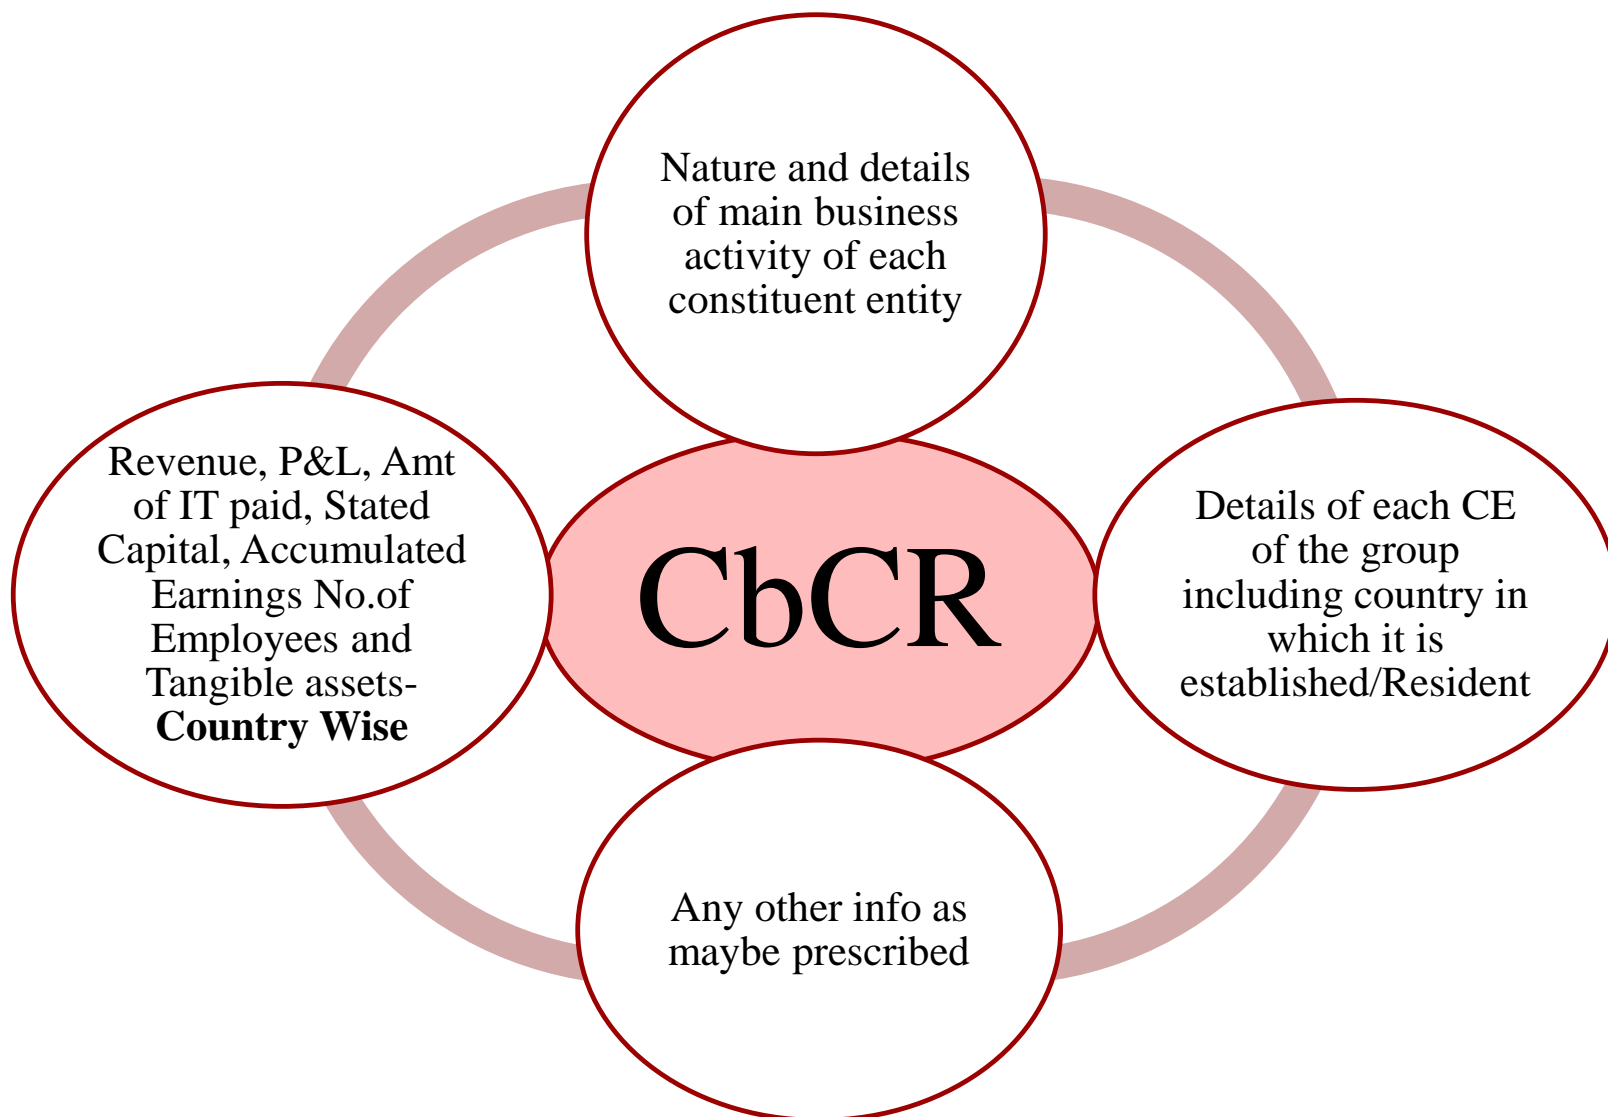 Nature and details
of main business
activity of each
constituent entity
Revenue, P&L, Amt
of IT paid, Stated
Capital, Accumulated
Earnings No.of
Employees and
Tangible assets-
Country Wise
CbCR
Details of each CE
of the group
including country in
which it is
established/Resident
Any other info as
maybe prescribed